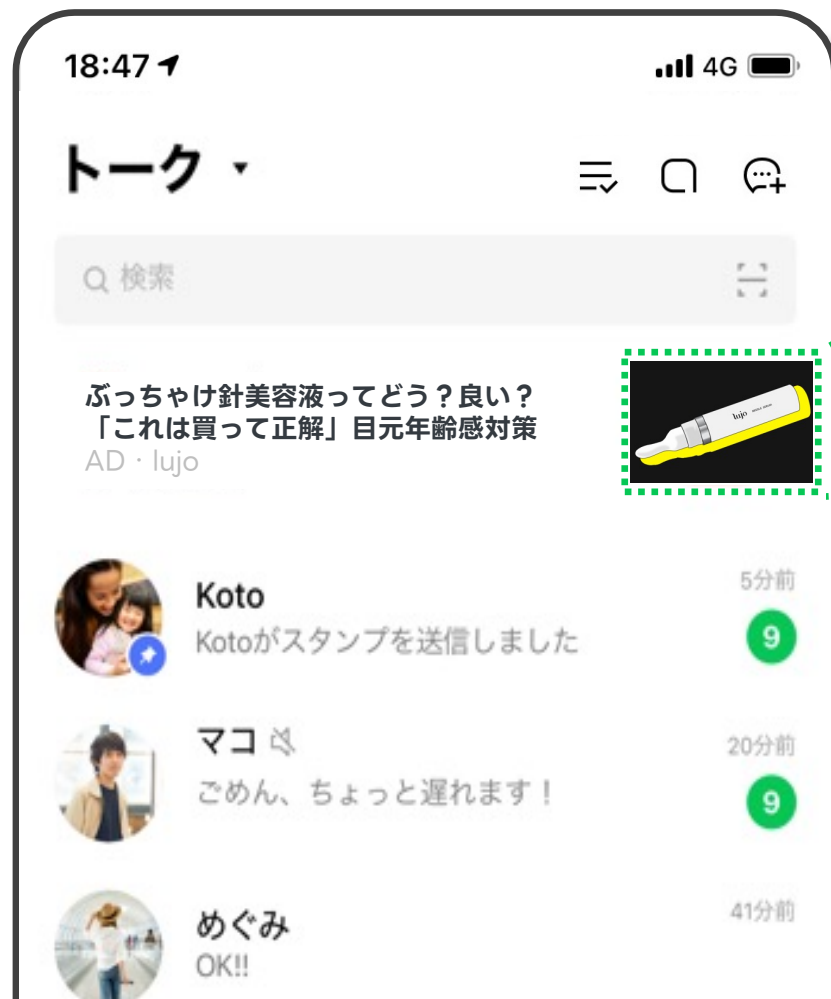 18:47
4G
トーク
検索
ぶっちゃけ針美容液ってどう？良い？
「これは買って正解」目元年齢感対策
AD · lujo
lujo
Koto
5分前
Kotoがスタンプを送信しました
9
マコ
20分前
ごめん、ちょっと遅れます！
9
めぐみ
41分前
OK!!